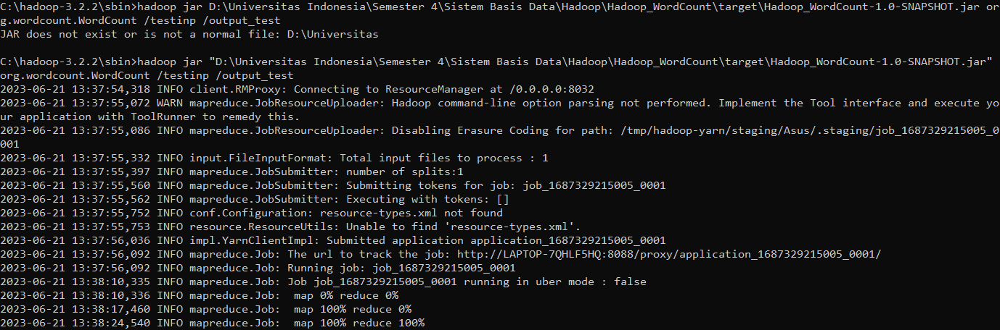 C:\hadoop-3.2.2\sbin>hadoop jar D:\Universitas Indonesia\Semester 4\Sistem Basis Data\Hadoop\Hadoop_WordCount\target\Hadoop_WordCount-1.0-SNAPSHOT.jar or
g.wordcount.WordCount /testinp /output_test
JAR does not exist or is not a normal file: D:\Universitas
C:\hadoop-3.2.2\sbin>hadoop jar "D:\Universitas Indonesia\Semester 4\Sistem Basis Data\Hadoop\Hadoop_WordCount\target\Hadoop_WordCount-1.0-SNAPSHOT.jar"
org.wordcount.WordCount /testinp /output_test
2023-06-21 13:37:54,318 INFO client.RMProxy: Connecting to ResourceManager at /0.0.0.0:8032
2023-06-21 13:37:55,072 WARN mapreduce.JobResourceUploader: Hadoop command-line option parsing not performed. Implement the Tool interface and execute yo
ur application with ToolRunner to remedy this.
2023-06-21 13:37:55,086 INFO mapreduce.JobResourceUploader: Disabling Erasure Coding for path: /tmp/hadoop-yarn/staging/Asus/.staging/job_1687329215005_0
001
2023-06-21 13:37:55,332 INFO input.FileInputFormat: Total input files to process : 1
2023-06-21 13:37:55,397 INFO mapreduce.JobSubmitter: number of splits:1
2023-06-21 13:37:55,560 INFO mapreduce.JobSubmitter: Submitting tokens for job: job_1687329215005_0001
2023-06-21 13:37:55,562 INFO mapreduce.JobSubmitter: Executing with tokens: []
2023-06-21 13:37:55,752 INFO conf.Configuration: resource-types.xml not found
2023-06-21 13:37:55,753 INFO resource.ResourceUtils: Unable to find 'resource-types.xml'.
2023-06-21 13:37:56,036 INFO impl.YarnClientImpl: Submitted application application_1687329215005_0001
2023-06-21 13:37:56,092 INFO mapreduce.Job: The url to track the job: http://LAPTOP-7QHLF5HQ:8088/proxy/application_1687329215005_0001/
2023-06-21 13:37:56,092 INFO mapreduce.Job: Running job: job_1687329215005_0001
2023-06-21 13:38:10,335 INFO mapreduce.Job: Job job_1687329215005_0001 running in uber mode : false
2023-06-21 13:38:10,336 INFO mapreduce.Job:  map 0% reduce 0%
2023-06-21 13:38:17,460 INFO mapreduce.Job:  map 100% reduce 0%
2023-06-21 13:38:24,540 INFO mapreduce.Job:  map 100% reduce 100%